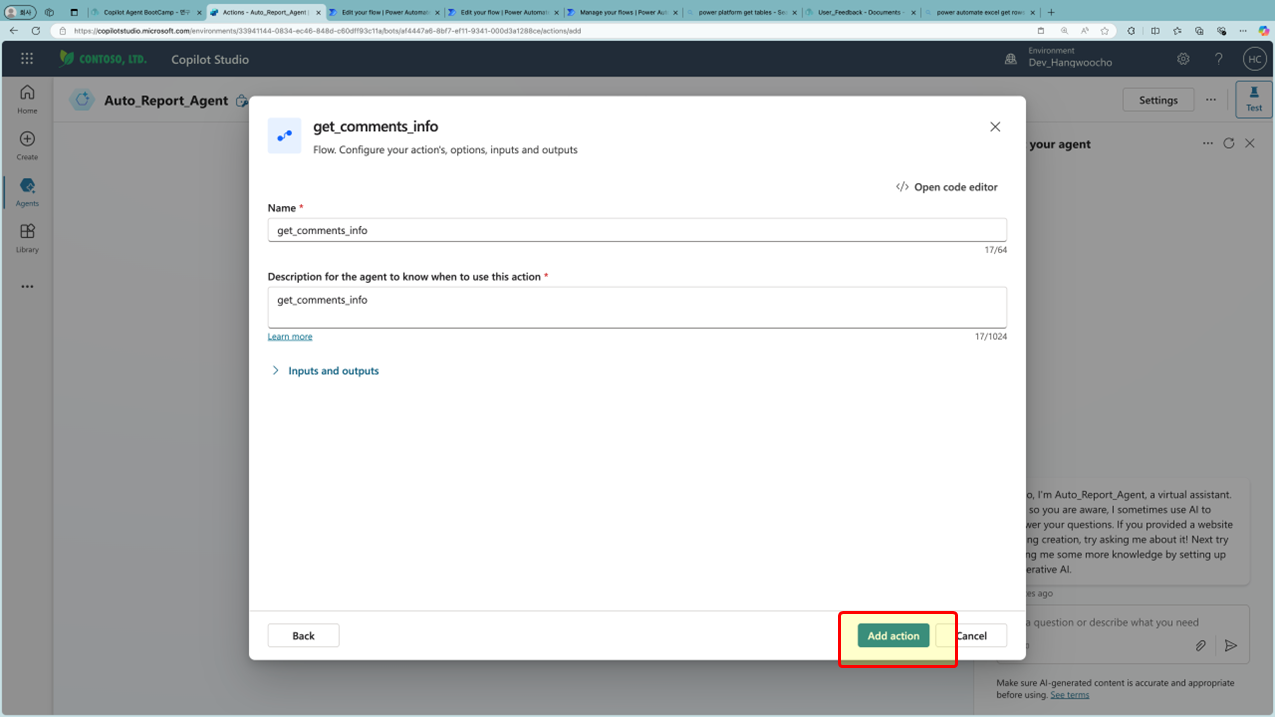 회사
Copilot Agent BootCamp - 변구
Actions - Auto_Report_Agent |
Edit your flow | Power Automate
Edit your flow | Power Automate
Manage your flows | Power Aut
power platform get tables - Sea
User_Feedback - Documents -
power automate excel get rows
https://copilotstudio.microsoft.com/environments/33941144-0834-ec46-848d-c60dff93c11a/bots/af4447a6-8bf7-ef11-9341-000d3a1288ce/actions/add
CONTOSO, LTD.
Copilot Studio
Environment
Dev_Hangwoocho
HC
Home
Create
Agents
Library
Auto_Report_Agent
Settings
Test
get_comments_info
Flow. Configure your action's, options, inputs and outputs
Open code editor
Name *
get_comments_info
17/64
Description for the agent to know when to use this action *
get_comments_info
Learn more
17/1024
Inputs and outputs
Back
Add action
Cancel
your agent
o, I'm Auto_Report_Agent, a virtual assistant.
so you are aware, I sometimes use AI to
wer your questions. If you provided a website
ng creation, try asking me about it! Next try
ng me some more knowledge by setting up
erative AI.
es ago
a question or describe what you need
Make sure AI-generated content is accurate and appropriate
before using. See terms